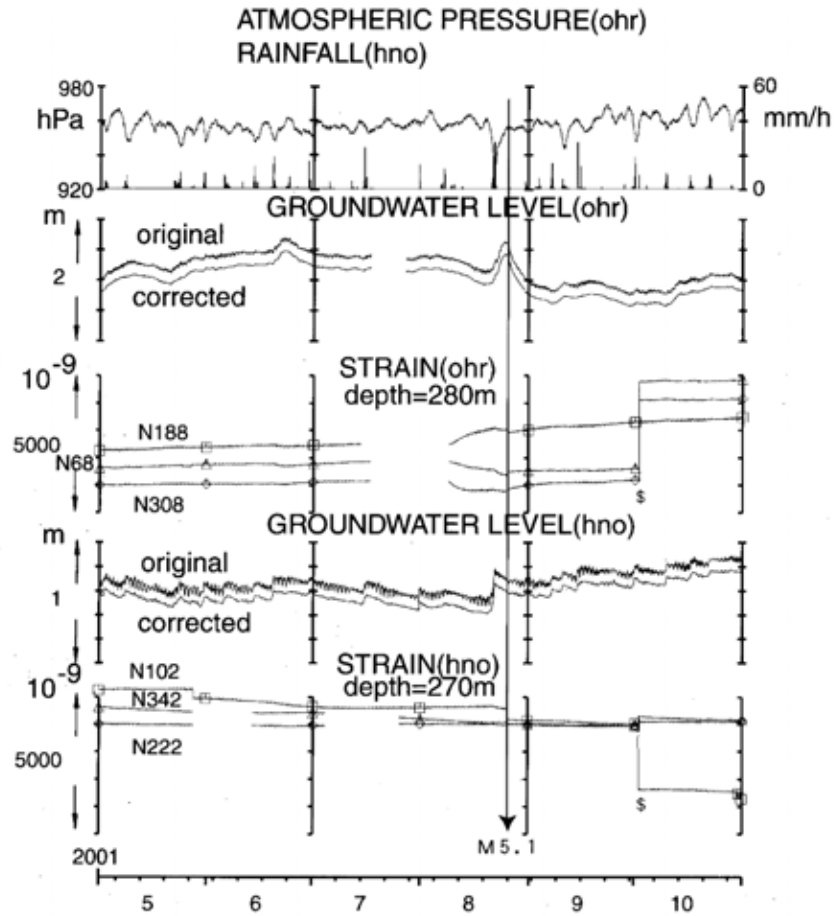 ATMOSPHERIC PRESSURE(ohr)
RAINFALL(hno)
980
hPa
920
60
mm/h
0
GROUNDWATER LEVEL(ohr)
m
original
2
corrected
STRAIN(ohr)
depth=280m
10-9
N188
5000
N68
N308
$
GROUNDWATER LEVEL(hno)
m
original
1
corrected
STRAIN(hno)
depth=270m
10-9
N102
N342
N222
5000
$
M5.1
2001
5 6 7 8 9 10